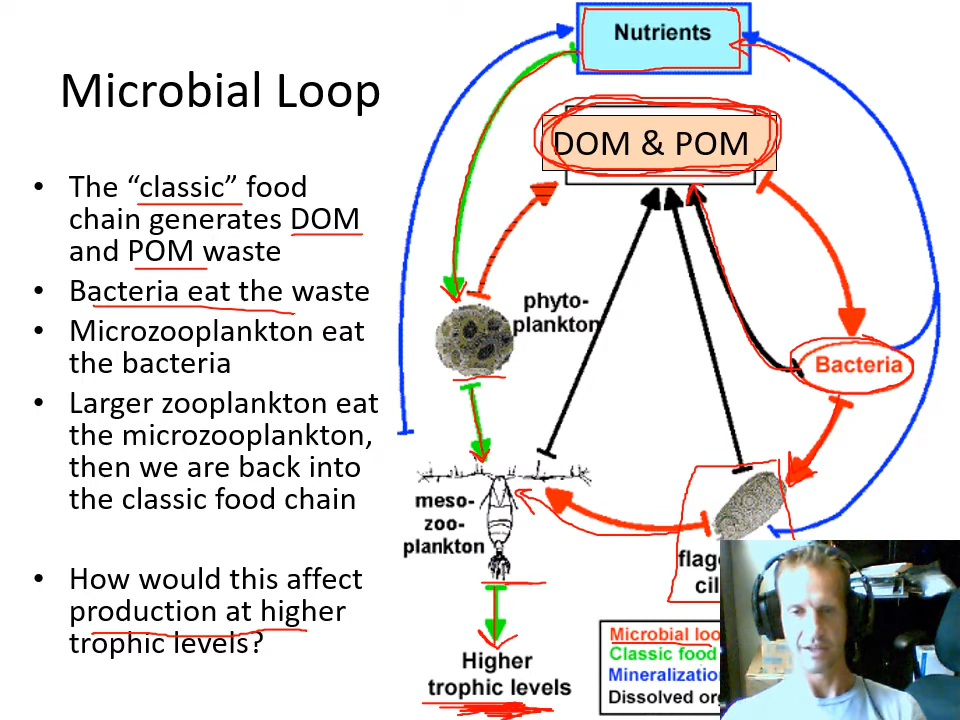 Microbial Loop
• The “classic” food
chain generates DOM
and POM waste
• Bacteria eat the waste
• Microzooplankton eat
the bacteria
• Larger zooplankton eat
the microzooplankton,
then we are back into
the classic food chain
• How would this affect
production at higher
trophic levels?
Nutrients
DOM & POM
phyto-
plankton
Bacteria
meso-
zoo-
plankton
Higher
trophic levels
Microbial
Classic food